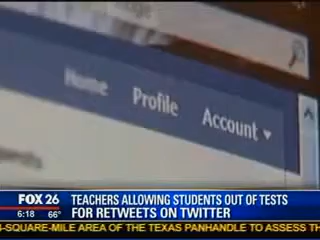 Home Profile Account
FOX 26
6:18 66°
TEACHERS ALLOWING STUDENTS OUT OF TESTS
FOR RETWEETS ON TWITTER
-SQUARE-MILE AREA OF THE TEXAS PANHANDLE TO ASSESS TH